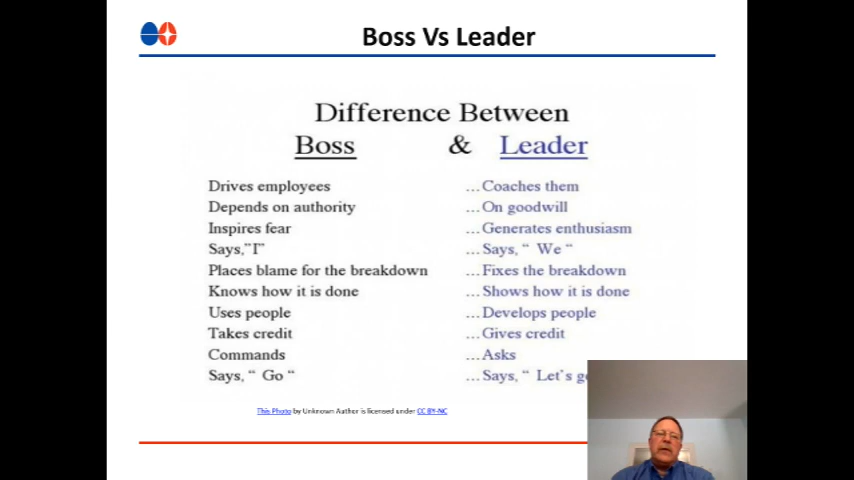 Boss Vs Leader
Difference Between
Boss & Leader
Drives employees ...Coaches them
Depends on authority ...On goodwill
Inspires fear ...Generates enthusiasm
Says,"I" ...Says, " We "
Places blame for the breakdown ...Fixes the breakdown
Knows how it is done ...Shows how it is done
Uses people ...Develops people
Takes credit ...Gives credit
Commands ...Asks
Says, " Go " ...Says, " Let's
This Photo by Unknown Author is licensed under CC BY-NC